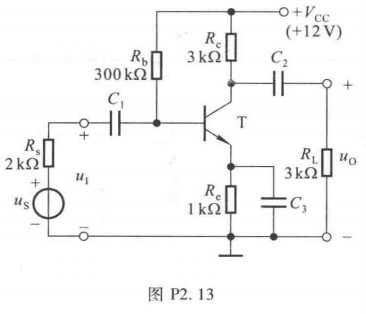 +V_CC
(+12 V)
R_b
300 kΩ
R_c
3 kΩ
C_2
C_1
+
T
+
R_s
2 kΩ
+
u_S
−
u_I
−
R_e
1 kΩ
C_3
R_L
3 kΩ
u_O
−
图 P2. 13